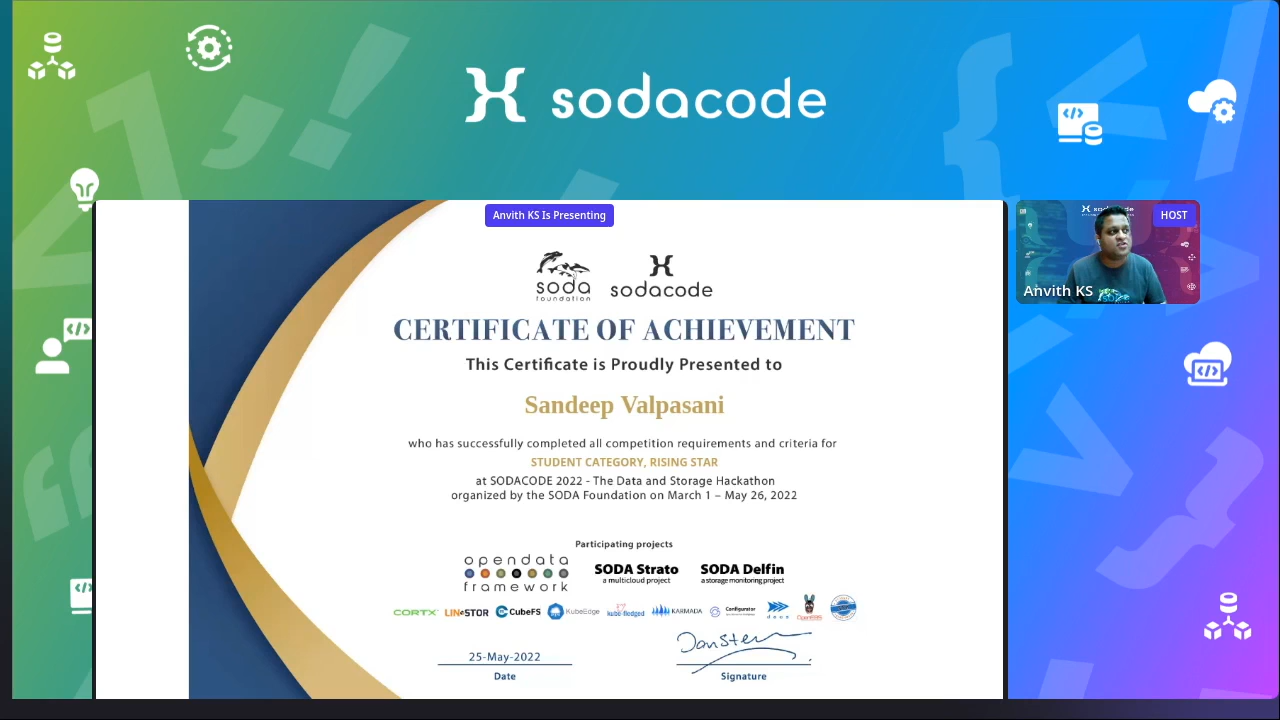 sodacode
Anvith KS Is Presenting
HOST
Anvith KS
soda
foundation
sodacode
CERTIFICATE OF ACHIEVEMENT
This Certificate is Proudly Presented to
Sandeep Valpasani
who has successfully completed all competition requirements and criteria for
STUDENT CATEGORY, RISING STAR
at SODACODE 2022 - The Data and Storage Hackathon
organized by the SODA Foundation on March 1 – May 26, 2022
Participating projects
opendata
framework
SODA Strato
a multicloud project
SODA Delfin
a storage monitoring project
CORTX LINSTOR CubeFS KubeEdge kube-fledged KARMADA Configurator OpenEBS
25-May-2022
Date
Signature